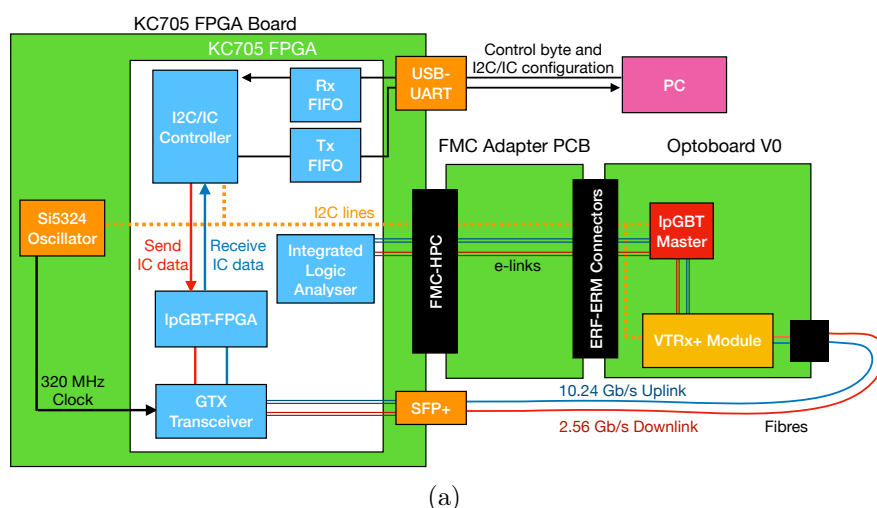 KC705 FPGA Board
KC705 FPGA
I2C/IC
Controller
Rx
FIFO
Tx
FIFO
USB-
UART
Control byte and
I2C/IC configuration
PC
FMC Adapter PCB
Optoboard V0
Si5324
Oscillator
I2C lines
Send
IC data
Receive
IC data
Integrated
Logic
Analyser
FMC-HPC
e-links
ERF-ERM Connectors
lpGBT
Master
lpGBT-FPGA
VTRx+ Module
320 MHz
Clock
GTX
Transceiver
SFP+
10.24 Gb/s Uplink
2.56 Gb/s Downlink
Fibres
(a)